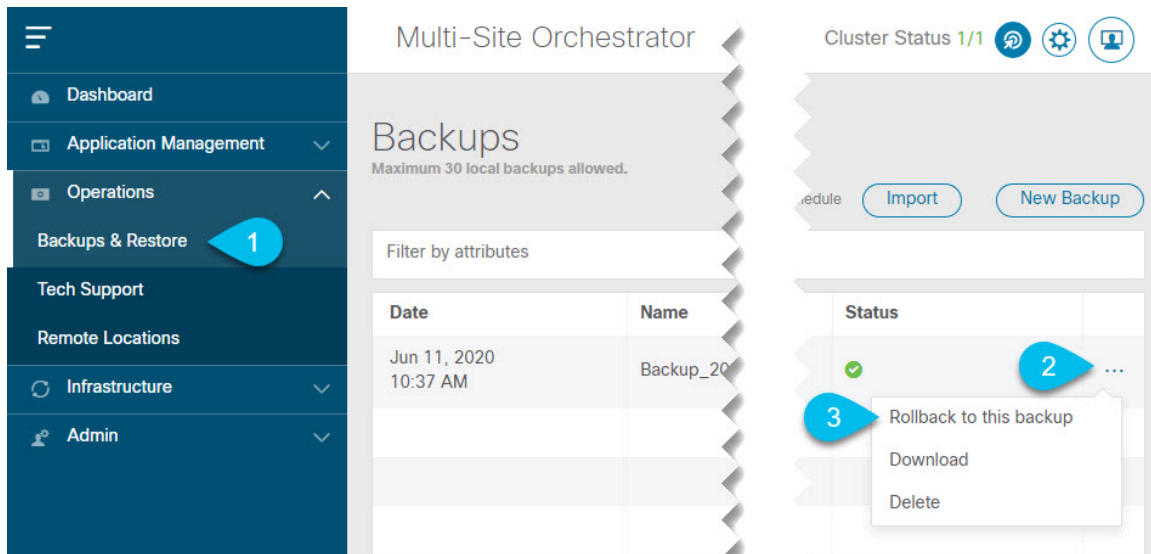 Multi-Site Orchestrator
Cluster Status 1/1
Dashboard
Application Management
Operations
Backups & Restore
1
Tech Support
Remote Locations
Infrastructure
Admin
Backups
Maximum 30 local backups allowed.
Import
New Backup
Filter by attributes
Date Name Status
Jun 11, 2020
10:37 AM
Backup_20
2
...
3
Rollback to this backup
Download
Delete